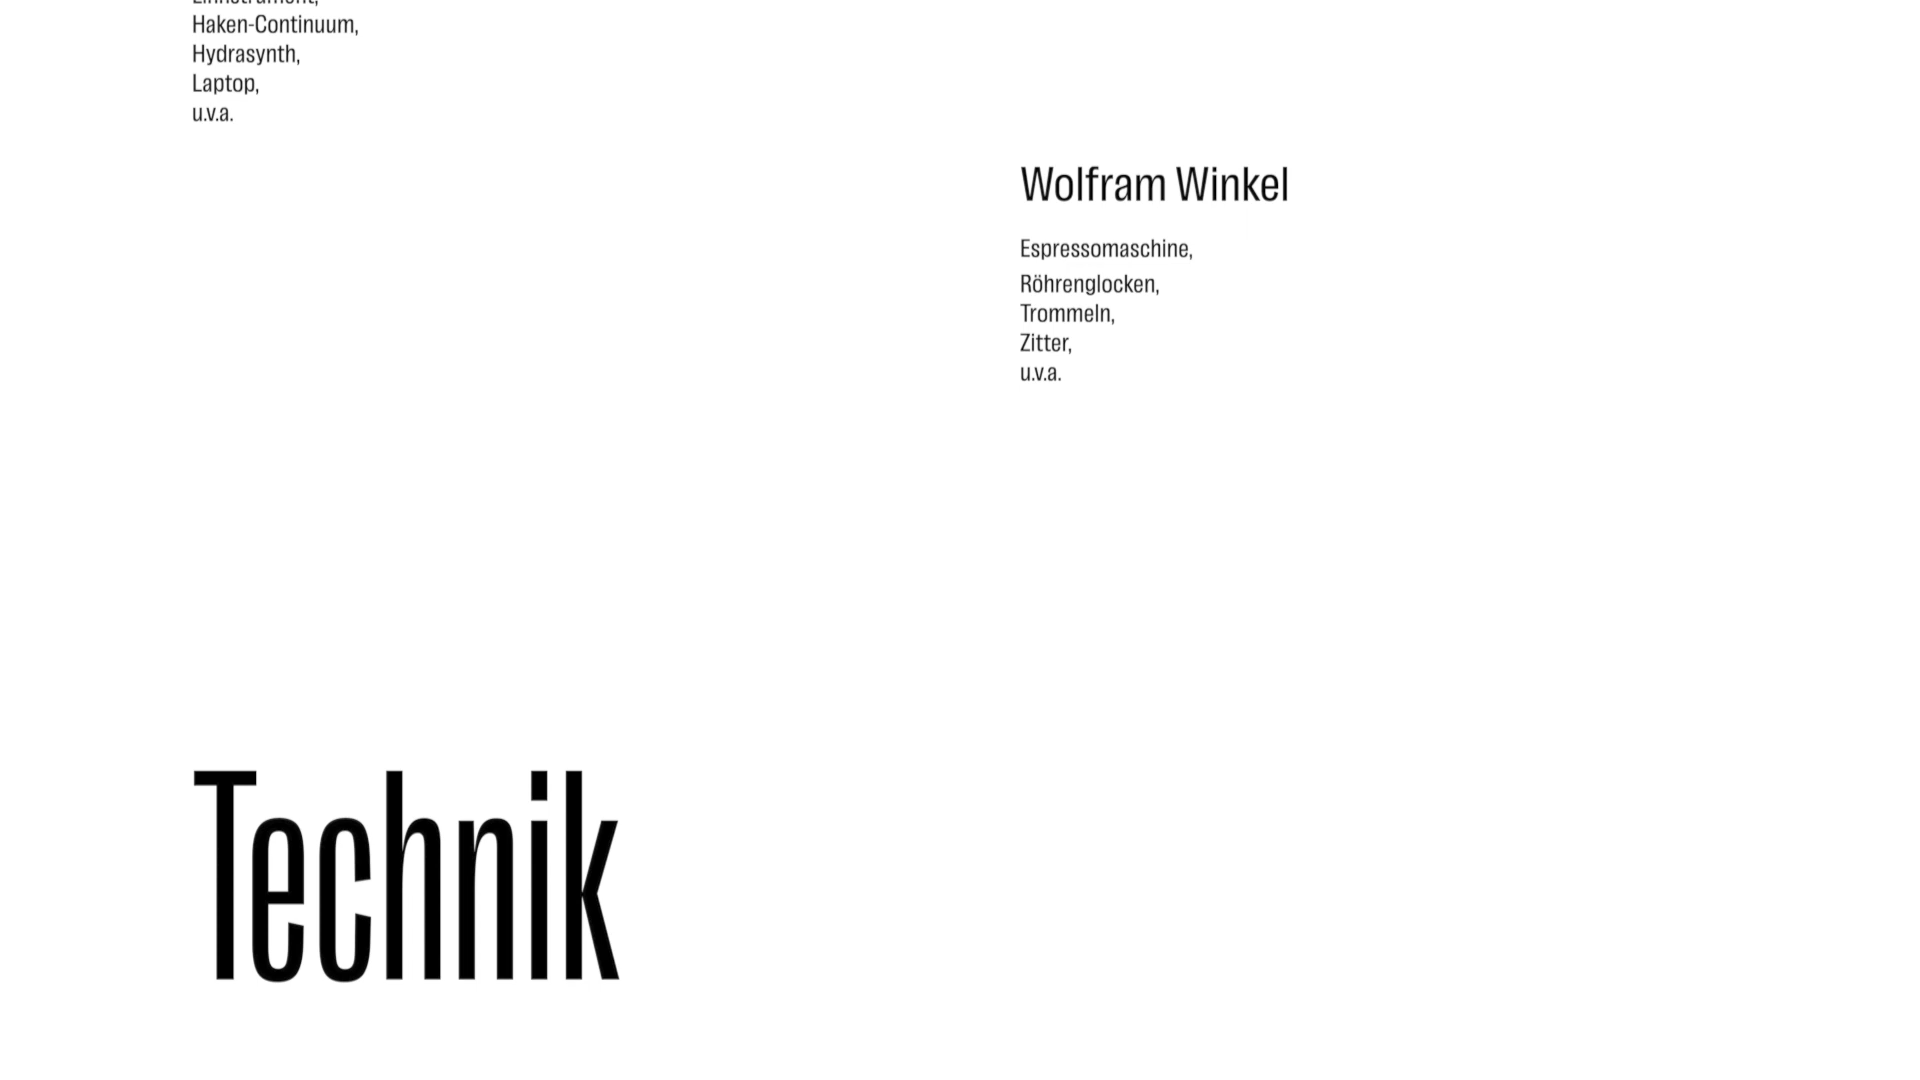 Haken-Continuum,
Hydrasynth,
Laptop,
u.v.a.
Wolfram Winkel
Espressomaschine,
Röhrenglocken,
Trommeln,
Zitter,
u.v.a.
Technik